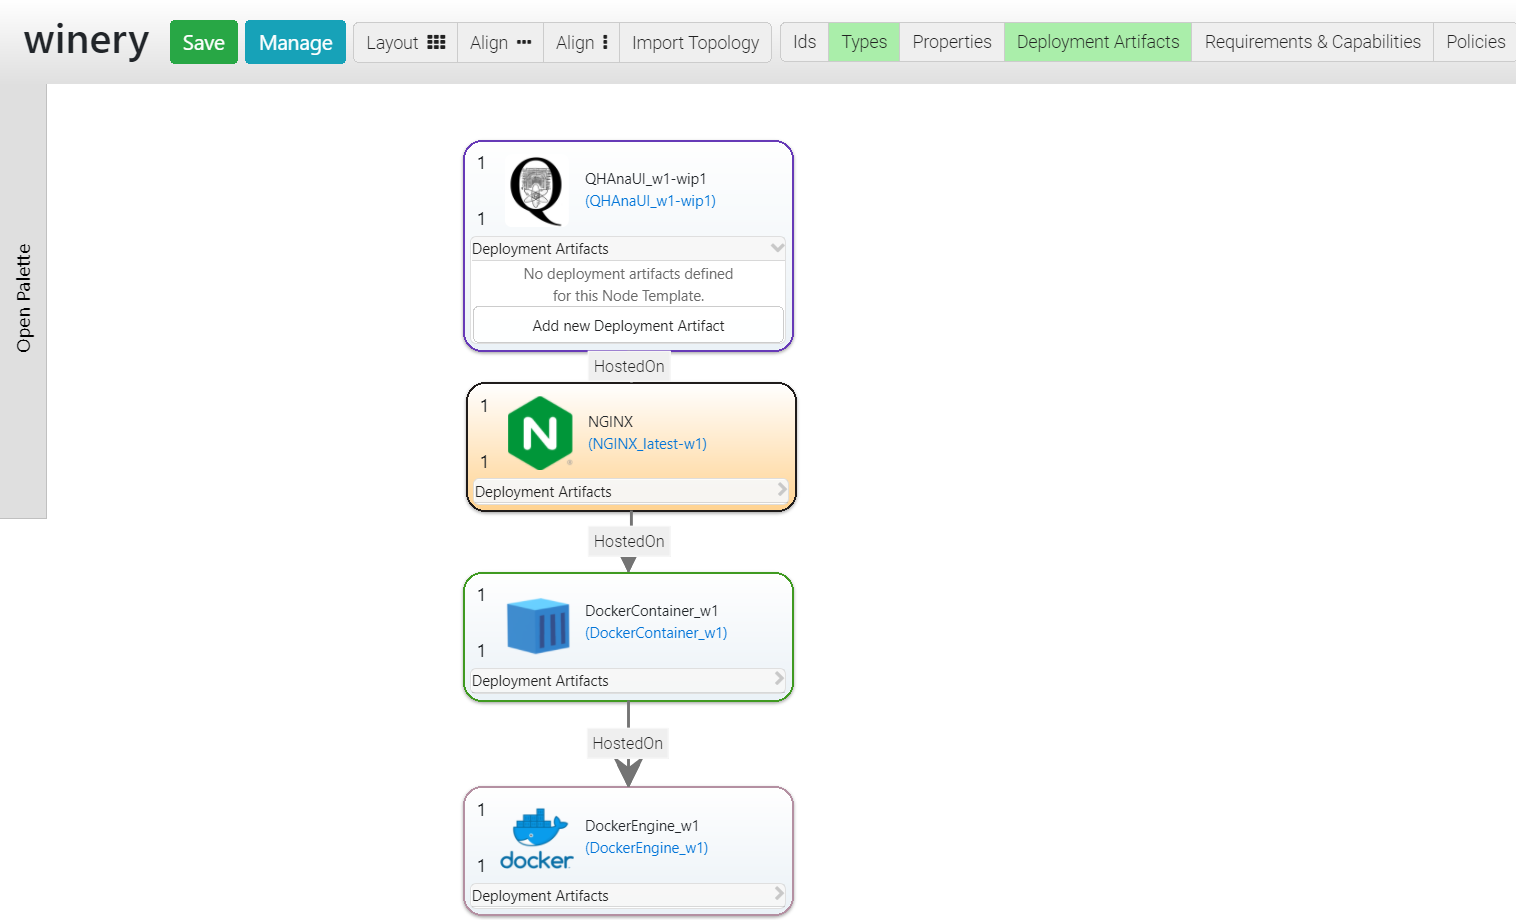 winery Save Manage Layout Align Align Import Topology Ids Types Properties Deployment Artifacts Requirements & Capabilities Policies
Open Palette
1
QHAnaUI_w1-wip1
(QHAnaUI_w1-wip1)
1
Deployment Artifacts
No deployment artifacts defined
for this Node Template.
Add new Deployment Artifact
HostedOn
1
N
NGINX
(NGINX_latest-w1)
1
Deployment Artifacts
HostedOn
1
DockerContainer_w1
(DockerContainer_w1)
1
Deployment Artifacts
HostedOn
1
DockerEngine_w1
(DockerEngine_w1)
docker
1
Deployment Artifacts